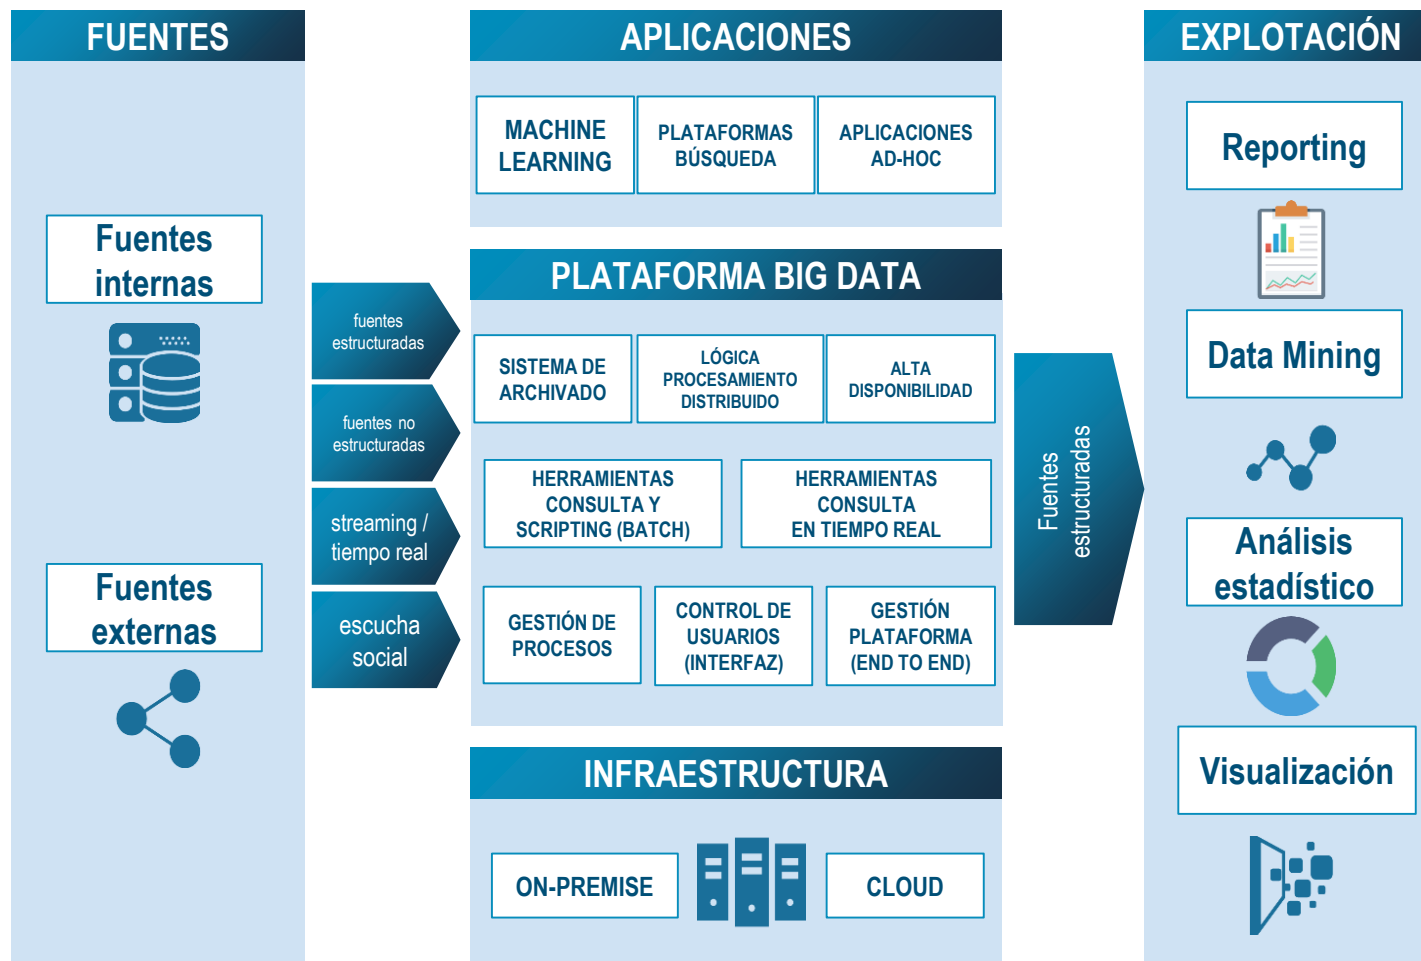 FUENTES
Fuentes
internas
Fuentes
externas
fuentes
estructuradas
fuentes no
estructuradas
streaming /
tiempo real
escucha
social
APLICACIONES
MACHINE
LEARNING
PLATAFORMAS
BÚSQUEDA
APLICACIONES
AD-HOC
PLATAFORMA BIG DATA
SISTEMA DE
ARCHIVADO
LÓGICA
PROCESAMIENTO
DISTRIBUIDO
ALTA
DISPONIBILIDAD
HERRAMIENTAS
CONSULTA Y
SCRIPTING (BATCH)
HERRAMIENTAS
CONSULTA
EN TIEMPO REAL
GESTIÓN DE
PROCESOS
CONTROL DE
USUARIOS
(INTERFAZ)
GESTIÓN
PLATAFORMA
(END TO END)
INFRAESTRUCTURA
ON-PREMISE
CLOUD
Fuentes
estructuradas
EXPLOTACIÓN
Reporting
Data Mining
Análisis
estadístico
Visualización